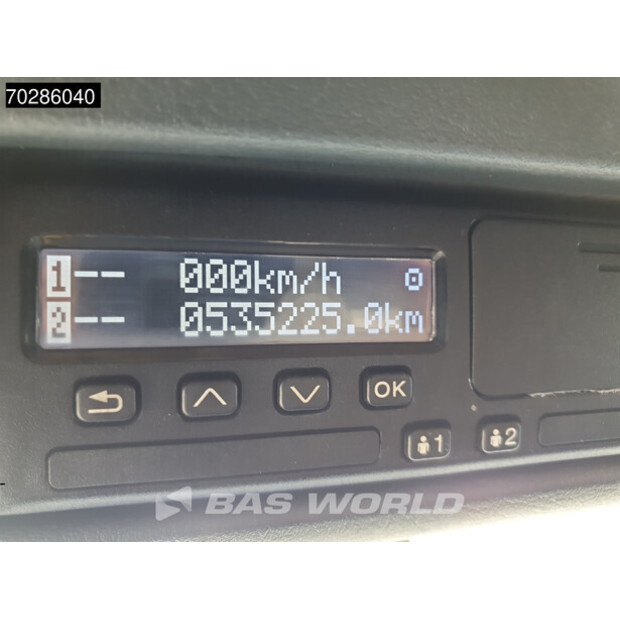 70286040
1 -- 000km/h
2 -- 0535225.0km
OK
1 2
BAS WORLD